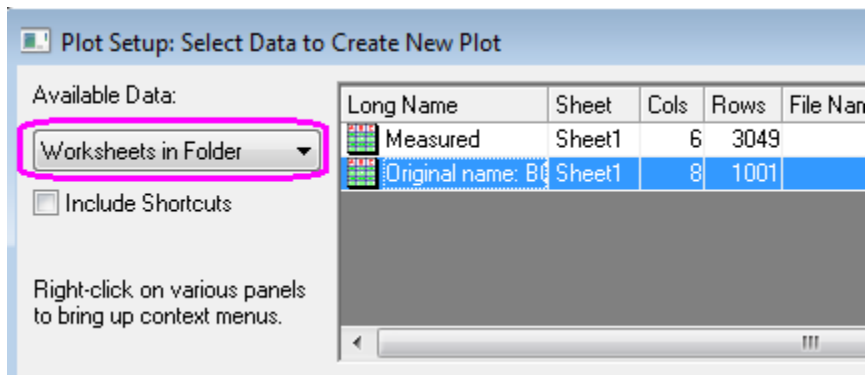 Plot Setup: Select Data to Create New Plot
Available Data:
Worksheets in Folder
Include Shortcuts
Right-click on various panels
to bring up context menus.
Long Name Sheet Cols Rows File Nam
Measured Sheet1 6 3049
Original name: Sheet1 8 1001